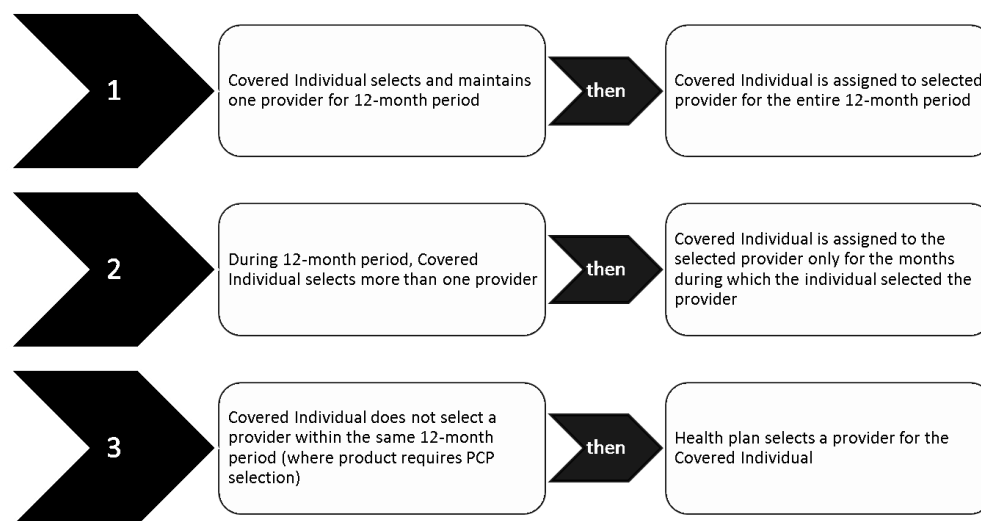 1
Covered Individual selects and maintains
one provider for 12-month period
then
Covered Individual is assigned to selected
provider for the entire 12-month period
2
During 12-month period, Covered
Individual selects more than one provider
then
Covered Individual is assigned to the
selected provider only for the months
during which the individual selected the
provider
3
Covered Individual does not select a
provider within the same 12-month
period (where product requires PCP
selection)
then
Health plan selects a provider for the
Covered Individual